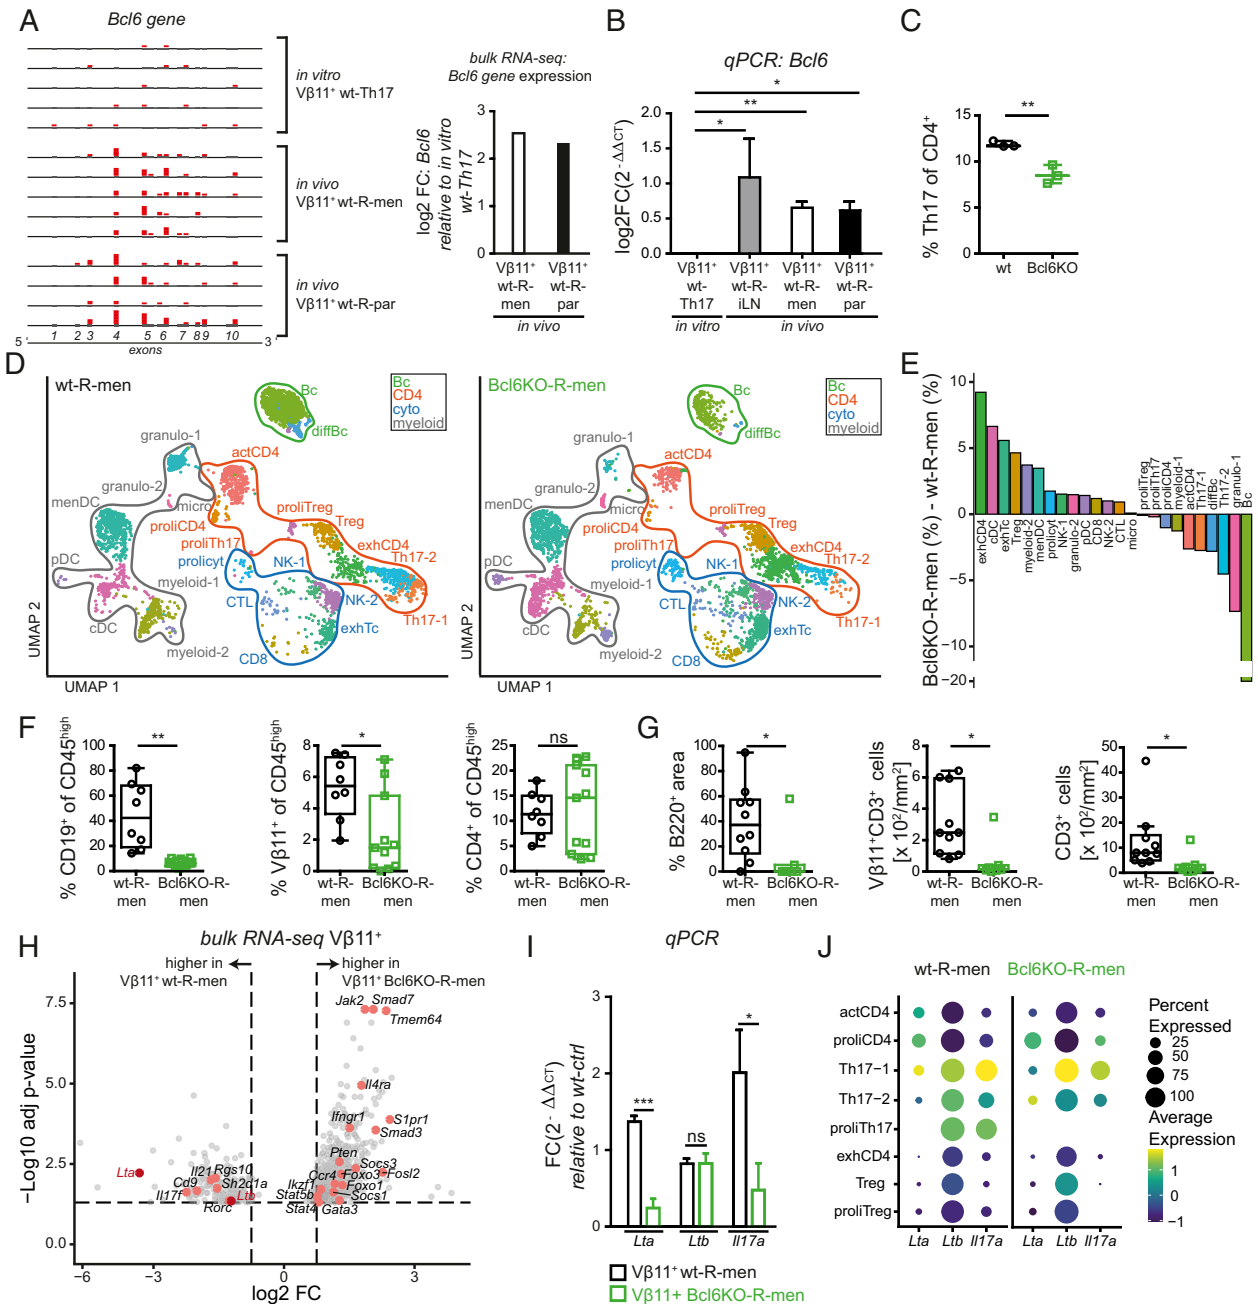 A
Bcl6 gene
in vitro
Vβ11⁺ wt-Th17
in vivo
Vβ11⁺ wt-R-men
in vivo
Vβ11⁺ wt-R-par
5 '
1 2 3 4 5 6 7 8 9 10
3 '
exons
bulk RNA-seq:
Bcl6 gene expression
log2 FC: Bcl6
relative to in vitro
wt-Th17
3
2
1
0
Vβ11⁺ Vβ11⁺
wt-R- wt-R-
men par
in vivo
B
qPCR: Bcl6
*
**
*
log2FC(2^-ΔΔCT)
2.0
1.5
1.0
0.5
0.0
Vβ11⁺ Vβ11⁺ Vβ11⁺ Vβ11⁺
wt- wt-R- wt-R- wt-R-
Th17 iLN men par
in vitro in vivo
C
**
% Th17 of CD4⁺
15
10
5
0
wt Bcl6KO
D
wt-R-men
Bc
CD4
cyto
myeloid
Bc
diffBc
granulo-1
actCD4
granulo-2
menDC
micro
proliTreg
proliCD4
Treg
proliTh17
exhCD4
prolicyt
NK-1
Th17-2
pDC
myeloid-1
CTL
NK-2
Th17-1
cDC
exhTc
myeloid-2
CD8
UMAP 2
UMAP 1
Bcl6KO-R-men
Bc
CD4
cyto
myeloid
Bc
diffBc
granulo-1
actCD4
granulo-2
menDC
micro
proliTreg
proliCD4
Treg
proliTh17
exhCD4
prolicyt
NK-1
Th17-2
pDC
myeloid-1
CTL
NK-2
Th17-1
cDC
exhTc
myeloid-2
CD8
UMAP 2
UMAP 1
E
Bcl6KO-R-men (%) - wt-R-men (%)
10
5
0
−5
−10
−20
exhCD4
cDC
exhTc
Treg
myeloid-2
menDC
prolicyt
NK-1
granulo-2
pDC
CD8
NK-2
CTL
micro
proliTreg
proliTh17
proliCD4
myeloid-1
actCD4
Th17-1
diffBc
Th17-2
granulo-1
Bc
F
% CD19⁺ of CD45ʰⁱᵍʰ
100
80
60
40
20
0
**
wt-R- Bcl6KO-R-
men men
% Vβ11⁺ of CD45ʰⁱᵍʰ
8
6
4
2
0
*
wt-R- Bcl6KO-R-
men men
% CD4⁺ of CD45ʰⁱᵍʰ
25
20
15
10
5
0
ns
wt-R- Bcl6KO-R-
men men
G
% B220⁺ area
100
80
60
40
20
0
*
wt-R- Bcl6KO-R-
men men
Vβ11⁺CD3⁺ cells
[x 10²/mm²]
8
6
4
2
0
*
wt-R- Bcl6KO-R-
men men
CD3⁺ cells
[x 10²/mm²]
50
40
30
20
10
0
*
wt-R- Bcl6KO-R-
men men
H
bulk RNA-seq Vβ11⁺
higher in
Vβ11⁺ wt-R-men
higher in
Vβ11⁺ Bcl6KO-R-men
−Log10 adj p-value
7.5
5.0
2.5
0.0
Jak2 Smad7
Tmem64
Il4ra
Ifngr1
S1pr1
Smad3
Pten
Socs3
Ccr4 Foxo3 Fosl2
Ikzf1 Foxo1
Stat5b Socs1
Stat4 Gata3
Lta
Il21 Rgs10
Cd9 Sh2d1a
Il17f Ltb
Rorc
−6 −3 0 3
log2 FC
I
qPCR
FC(2^-ΔΔCT)
relative to wt-ctrl
3
2
1
0
***
ns
*
Lta Ltb Il17a
Vβ11⁺ wt-R-men
Vβ11+ Bcl6KO-R-men
J
wt-R-men Bcl6KO-R-men
actCD4
proliCD4
Th17-1
Th17-2
proliTh17
exhCD4
Treg
proliTreg
Lta Ltb Il17a Lta Ltb Il17a
Percent
Expressed
25
50
75
100
Average
Expression
1
0
−1